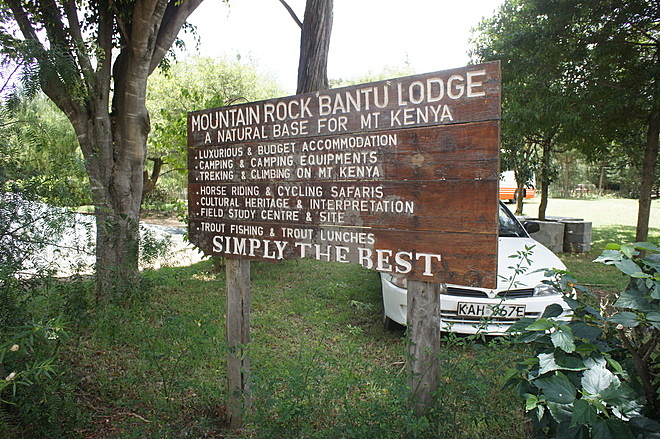 MOUNTAIN ROCK BANTU LODGE
A NATURAL BASE FOR MT KENYA
. LUXURIOUS & BUDGET ACCOMMODATION
. CAMPING & CAMPING EQUIPMENTS
. TREKING & CLIMBING ON MT KENYA
. HORSE RIDING & CYCLING SAFARIS
. CULTURAL HERITAGE & INTERPRETATION
. FIELD STUDY CENTRE & SITE
. TROUT FISHING & TROUT LUNCHES
SIMPLY THE BEST
KAH